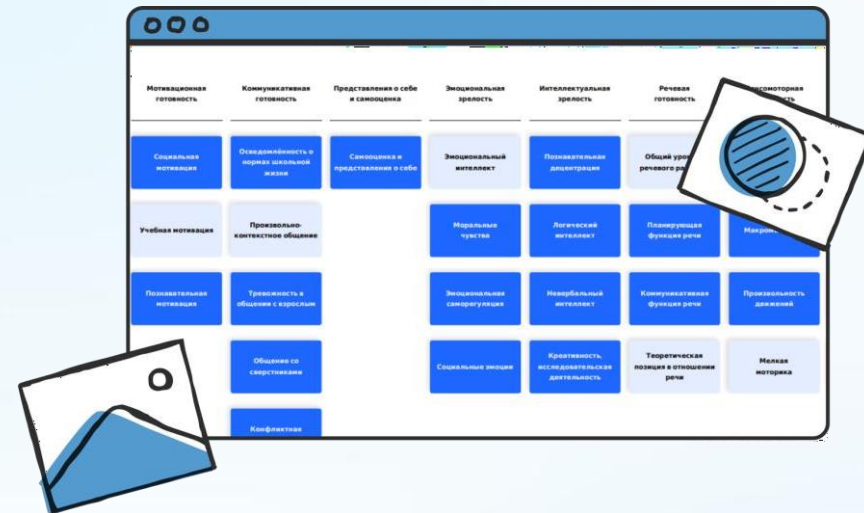 Мотивационная
готовность
Коммуникативная
готовность
Представления о себе
и самооценка
Эмоциональная
зрелость
Интеллектуальная
зрелость
Речевая
готовность
Социальная
мотивация
Осведомлённость о
нормах школьной
жизни
Самооценка и
представления о себе
Эмоциональный
интеллект
Познавательная
децентрация
Общий
речевого
Учебная мотивация
Произвольно-
контекстное общение
Моральные
чувства
Логический
интеллект
Планирующая
функция речи
Познавательная
мотивация
Тревожность в
общении с взрослым
Эмоциональная
саморегуляция
Невербальный
интеллект
Коммуникативная
функция речи
Произвольность
движений
Общение со
сверстниками
Социальные эмоции
Креативность,
исследовательская
деятельность
Теоретическая
позиция в отношении
речи
Мелкая
моторика
Конфликтная